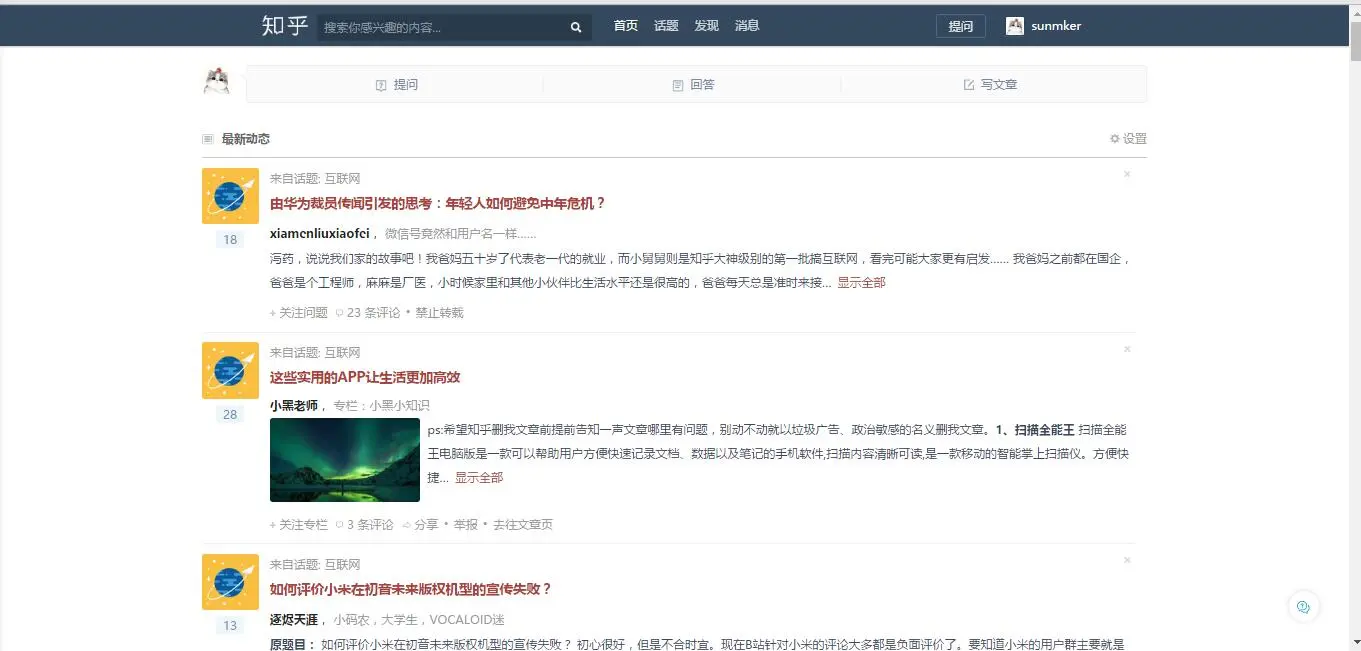 知乎 搜索你感兴趣的内容... 首页 话题 发现 消息 提问 sunmker
提问 回答 写文章
最新动态 设置
来自话题: 互联网
由华为裁员传闻引发的思考：年轻人如何避免中年危机？
xiamenliuxiaofei，微信号竟然和用户名一样……
18
泻药，说说我们家的故事吧！我爸妈五十岁了代表老一代的就业，而小舅舅则是知乎大神级别的第一批搞互联网，看完可能大家更有启发…… 我爸妈之前都在国企，
爸爸是个工程师，麻麻是厂医，小时候家里和其他小伙伴比生活水平还是很高的，爸爸每天总是准时来接... 显示全部
+ 关注问题 23 条评论 • 禁止转载
来自话题: 互联网
这些实用的APP让生活更加高效
小黑老师，专栏：小黑小知识
28
ps:希望知乎删我文章前提前告知一声文章哪里有问题，别动不动就以垃圾广告、政治敏感的名义删我文章。1、扫描全能王 扫描全能
王电脑版是一款可以帮助用户方便快速记录文档、数据以及笔记的手机软件,扫描内容清晰可读,是一款移动的智能掌上扫描仪。方便快
捷... 显示全部
+ 关注专栏 3 条评论 分享 • 举报 • 去往文章页
来自话题: 互联网
如何评价小米在初音未来版权机型的宣传失败？
逐烬天涯，小码农，大学生，VOCALOID迷
13
原题目： 如何评价小米在初音未来版权机型的宣传失败？ 初心很好，但是不合时宜。现在B站针对小米的评论大多都是负面评价了。要知道小米的用户群主要就是